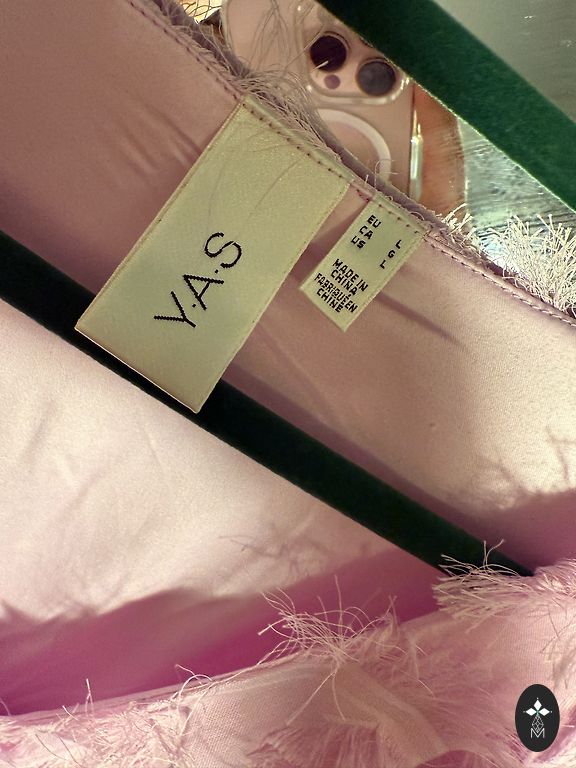 Y.A.S
EU L
CA G
US L
MADE IN
CHINA
FABRIQUÉ EN
CHINE
M